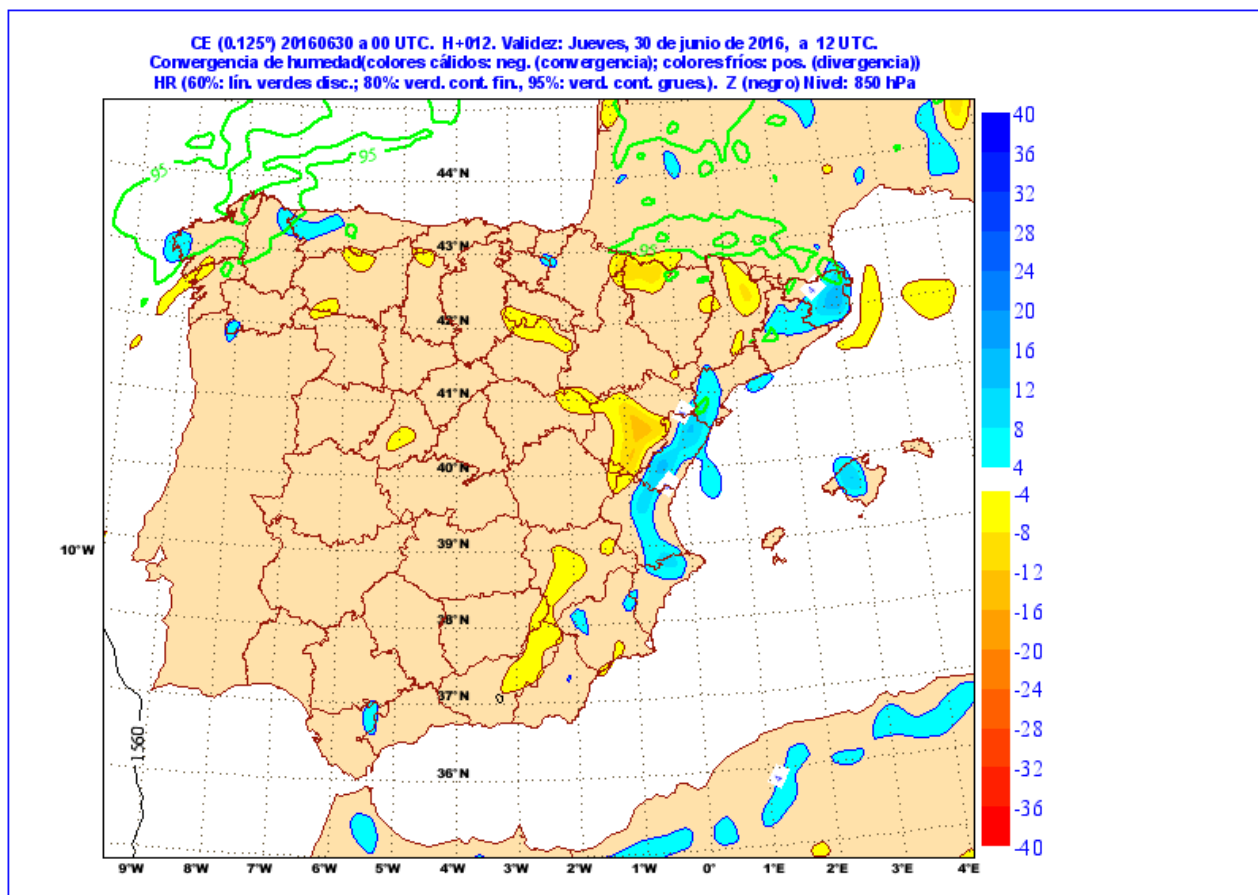 CE (0.125º) 20160630 a 00 UTC. H+012. Validez: Jueves, 30 de junio de 2016, a 12 UTC.
Convergencia de humedad(colores cálidos: neg. (convergencia); colores fríos: pos. (divergencia))
HR (60%: lín. verdes disc.; 80%: verd. cont. fin., 95%: verd. cont. grues.). Z (negro) Nivel: 850 hPa
40
36
32
28
24
20
16
12
8
4
-4
-8
-12
-16
-20
-24
-28
-32
-36
-40
95
95
95
44°N
43°N
42°N
41°N
40°N
39°N
38°N
37°N
36°N
10°W
4
4
1560
9°W 8°W 7°W 6°W 5°W 4°W 3°W 2°W 1°W 0° 1°E 2°E 3°E 4°E